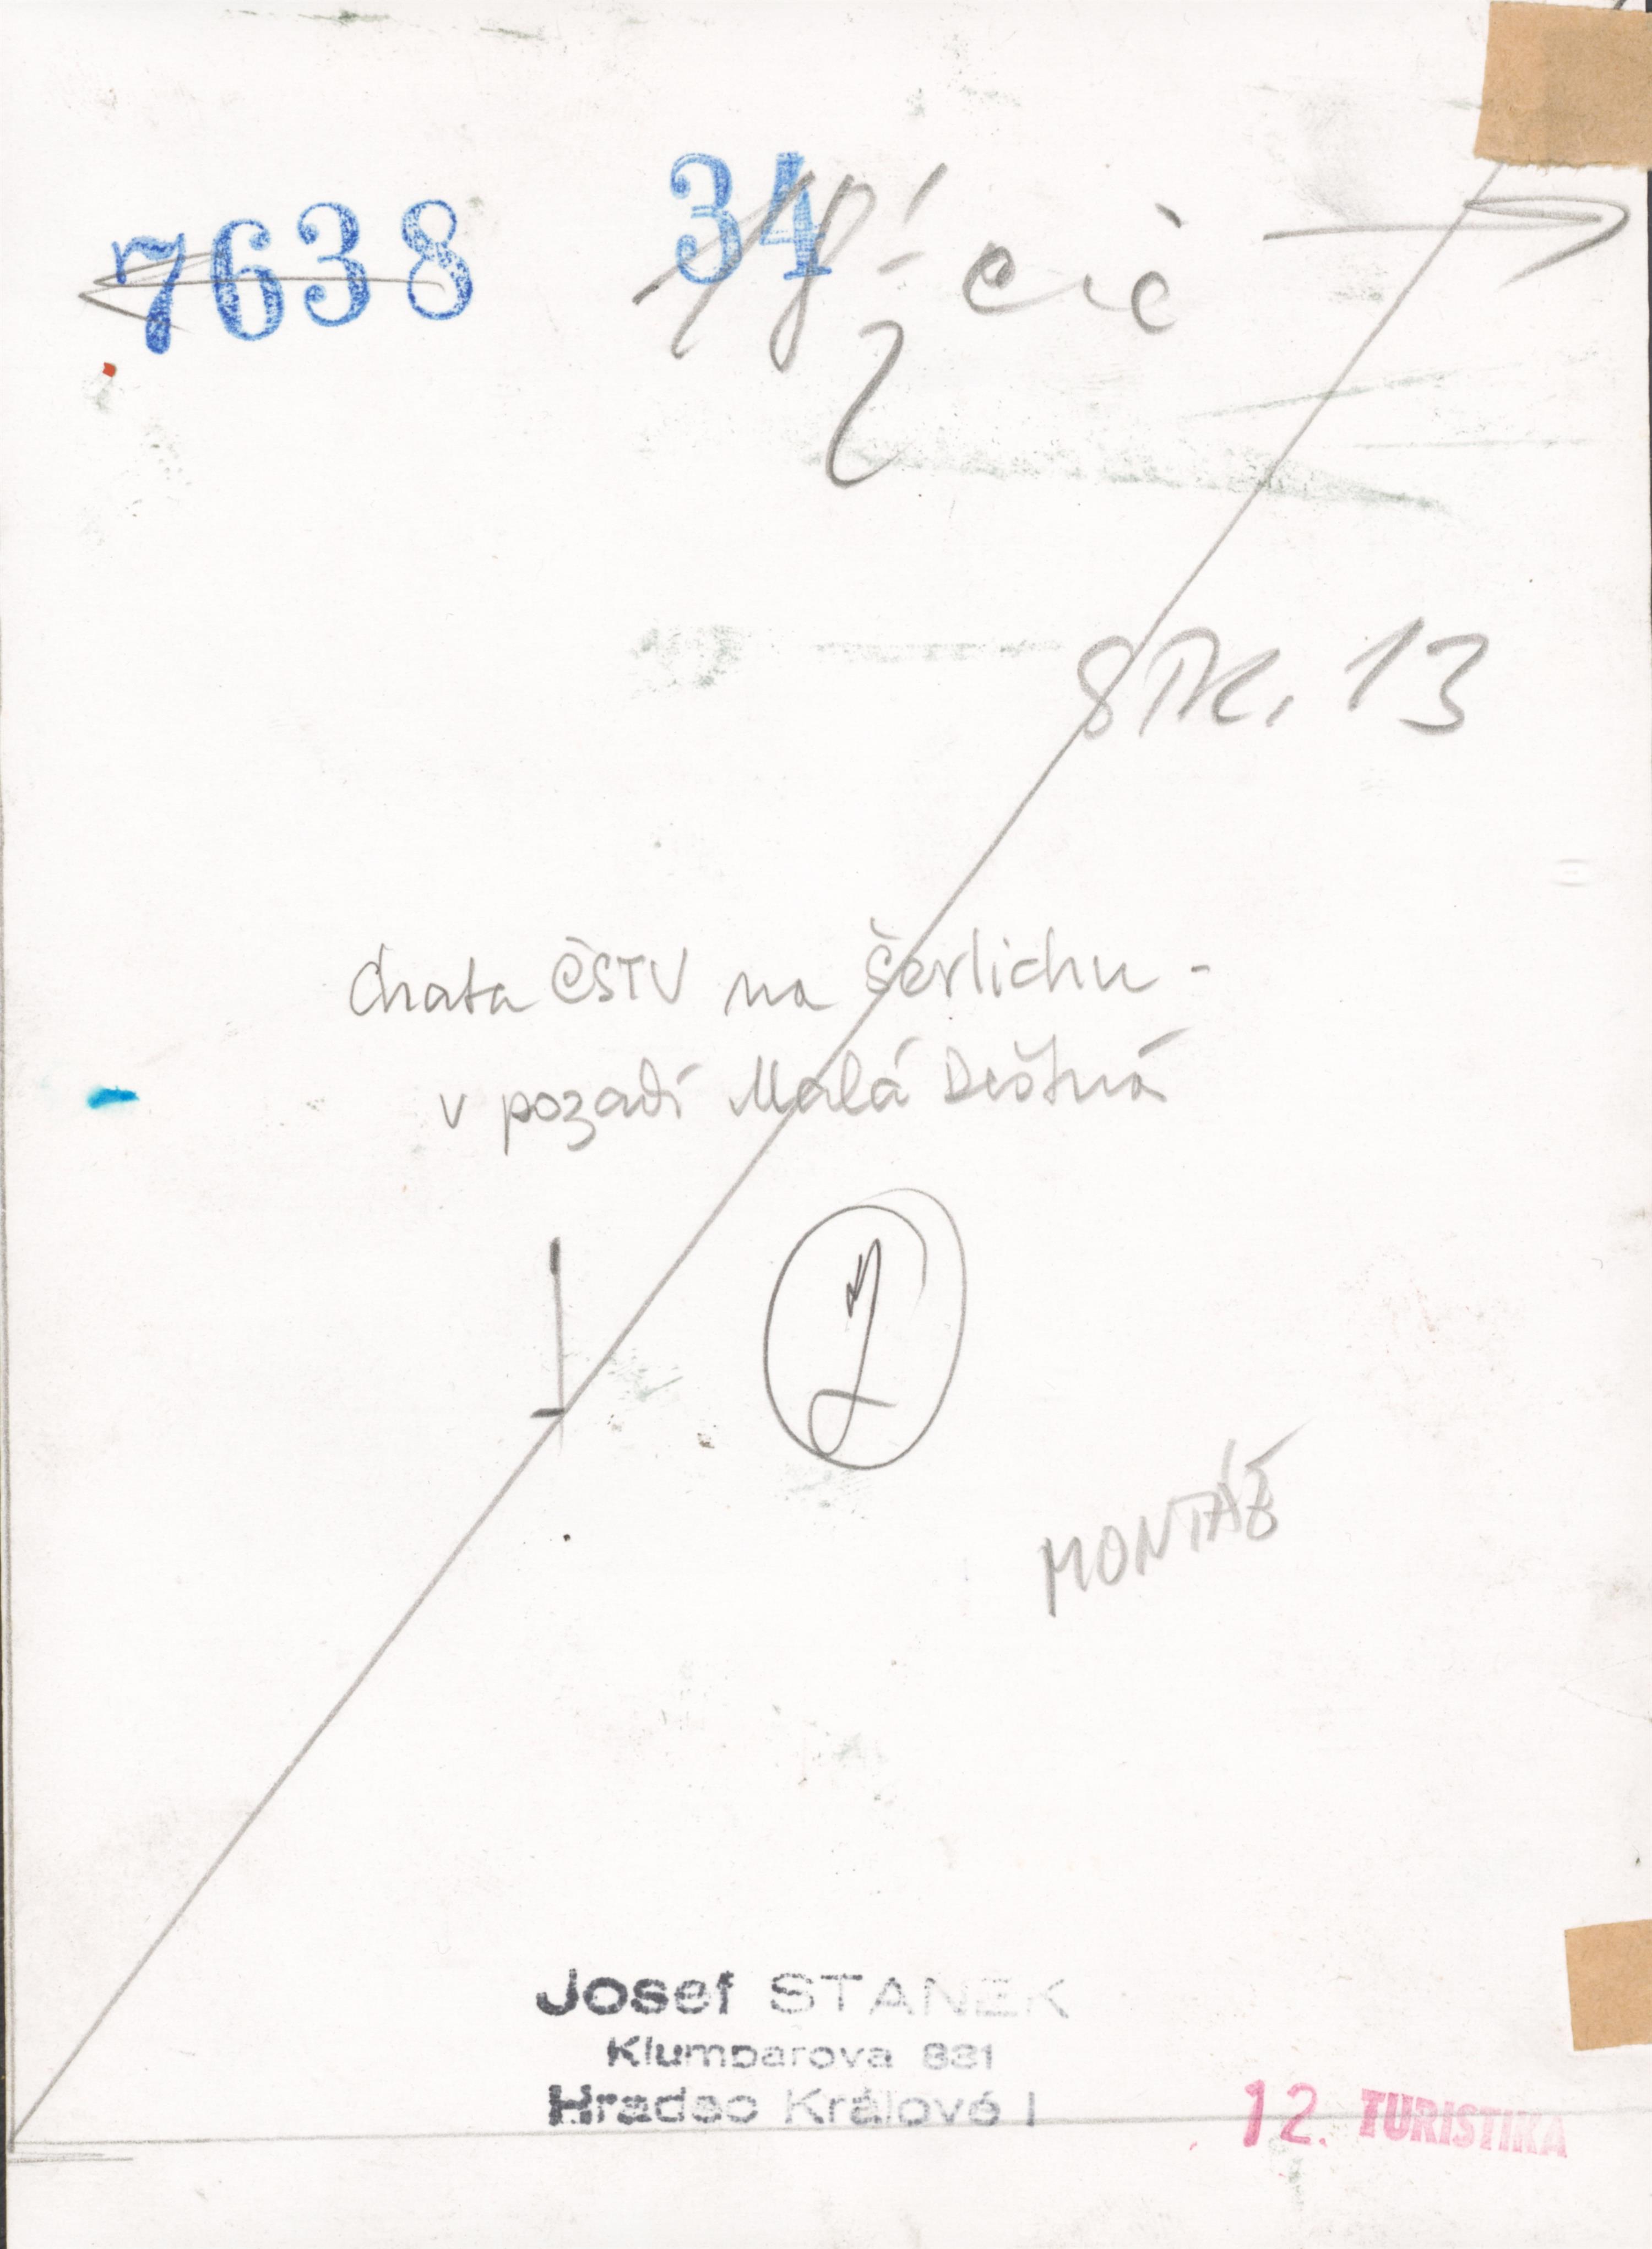 7638 34
STR. 13
Chata ČSTV na Šerlichu -
v pozadí Malá Deštná
MONTÁŽ
Josef STANEK
Klumparova 831
Hradec Králové I
12. TURISTIKA